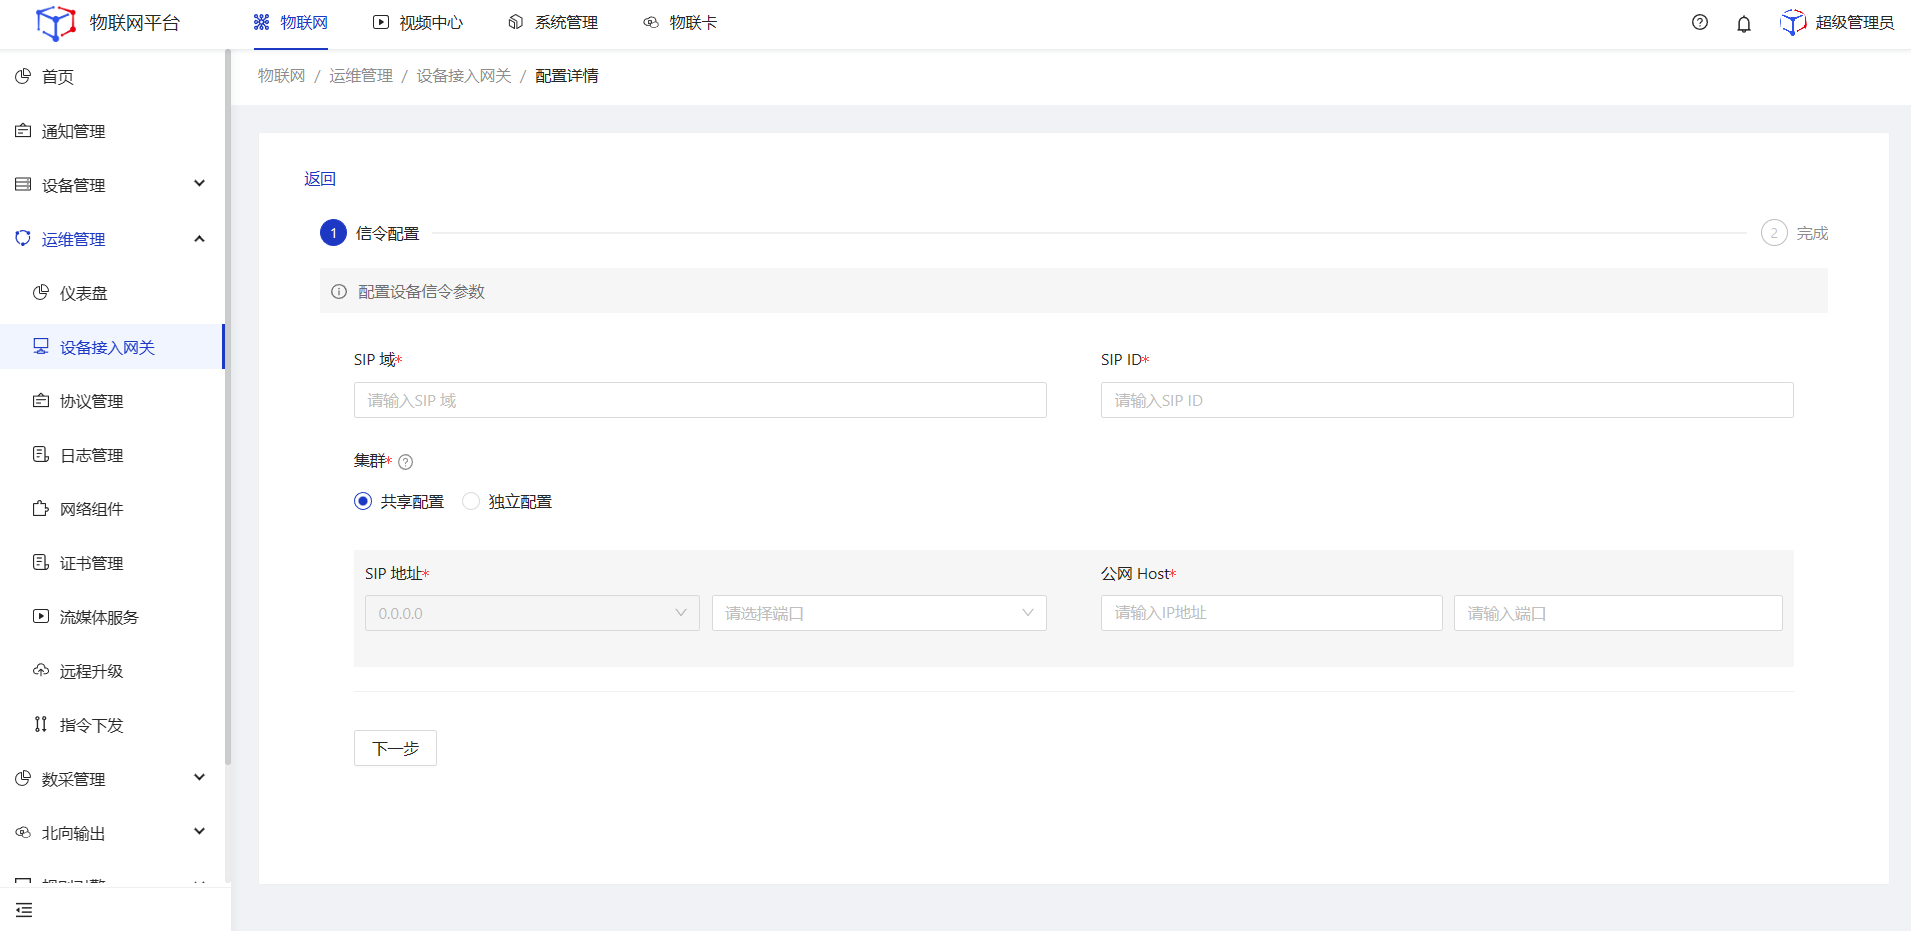 物联网平台
物联网
视频中心
系统管理
物联卡
超级管理员
首页
通知管理
设备管理
运维管理
仪表盘
设备接入网关
协议管理
日志管理
网络组件
证书管理
流媒体服务
远程升级
指令下发
数采管理
北向输出
物联网 / 运维管理 / 设备接入网关 / 配置详情
返回
1 信令配置
2 完成
配置设备信令参数
SIP 域*
SIP ID*
请输入SIP 域
请输入SIP ID
集群*
共享配置 独立配置
SIP 地址*
公网 Host*
0.0.0.0
请选择端口
请输入IP地址
请输入端口
下一步